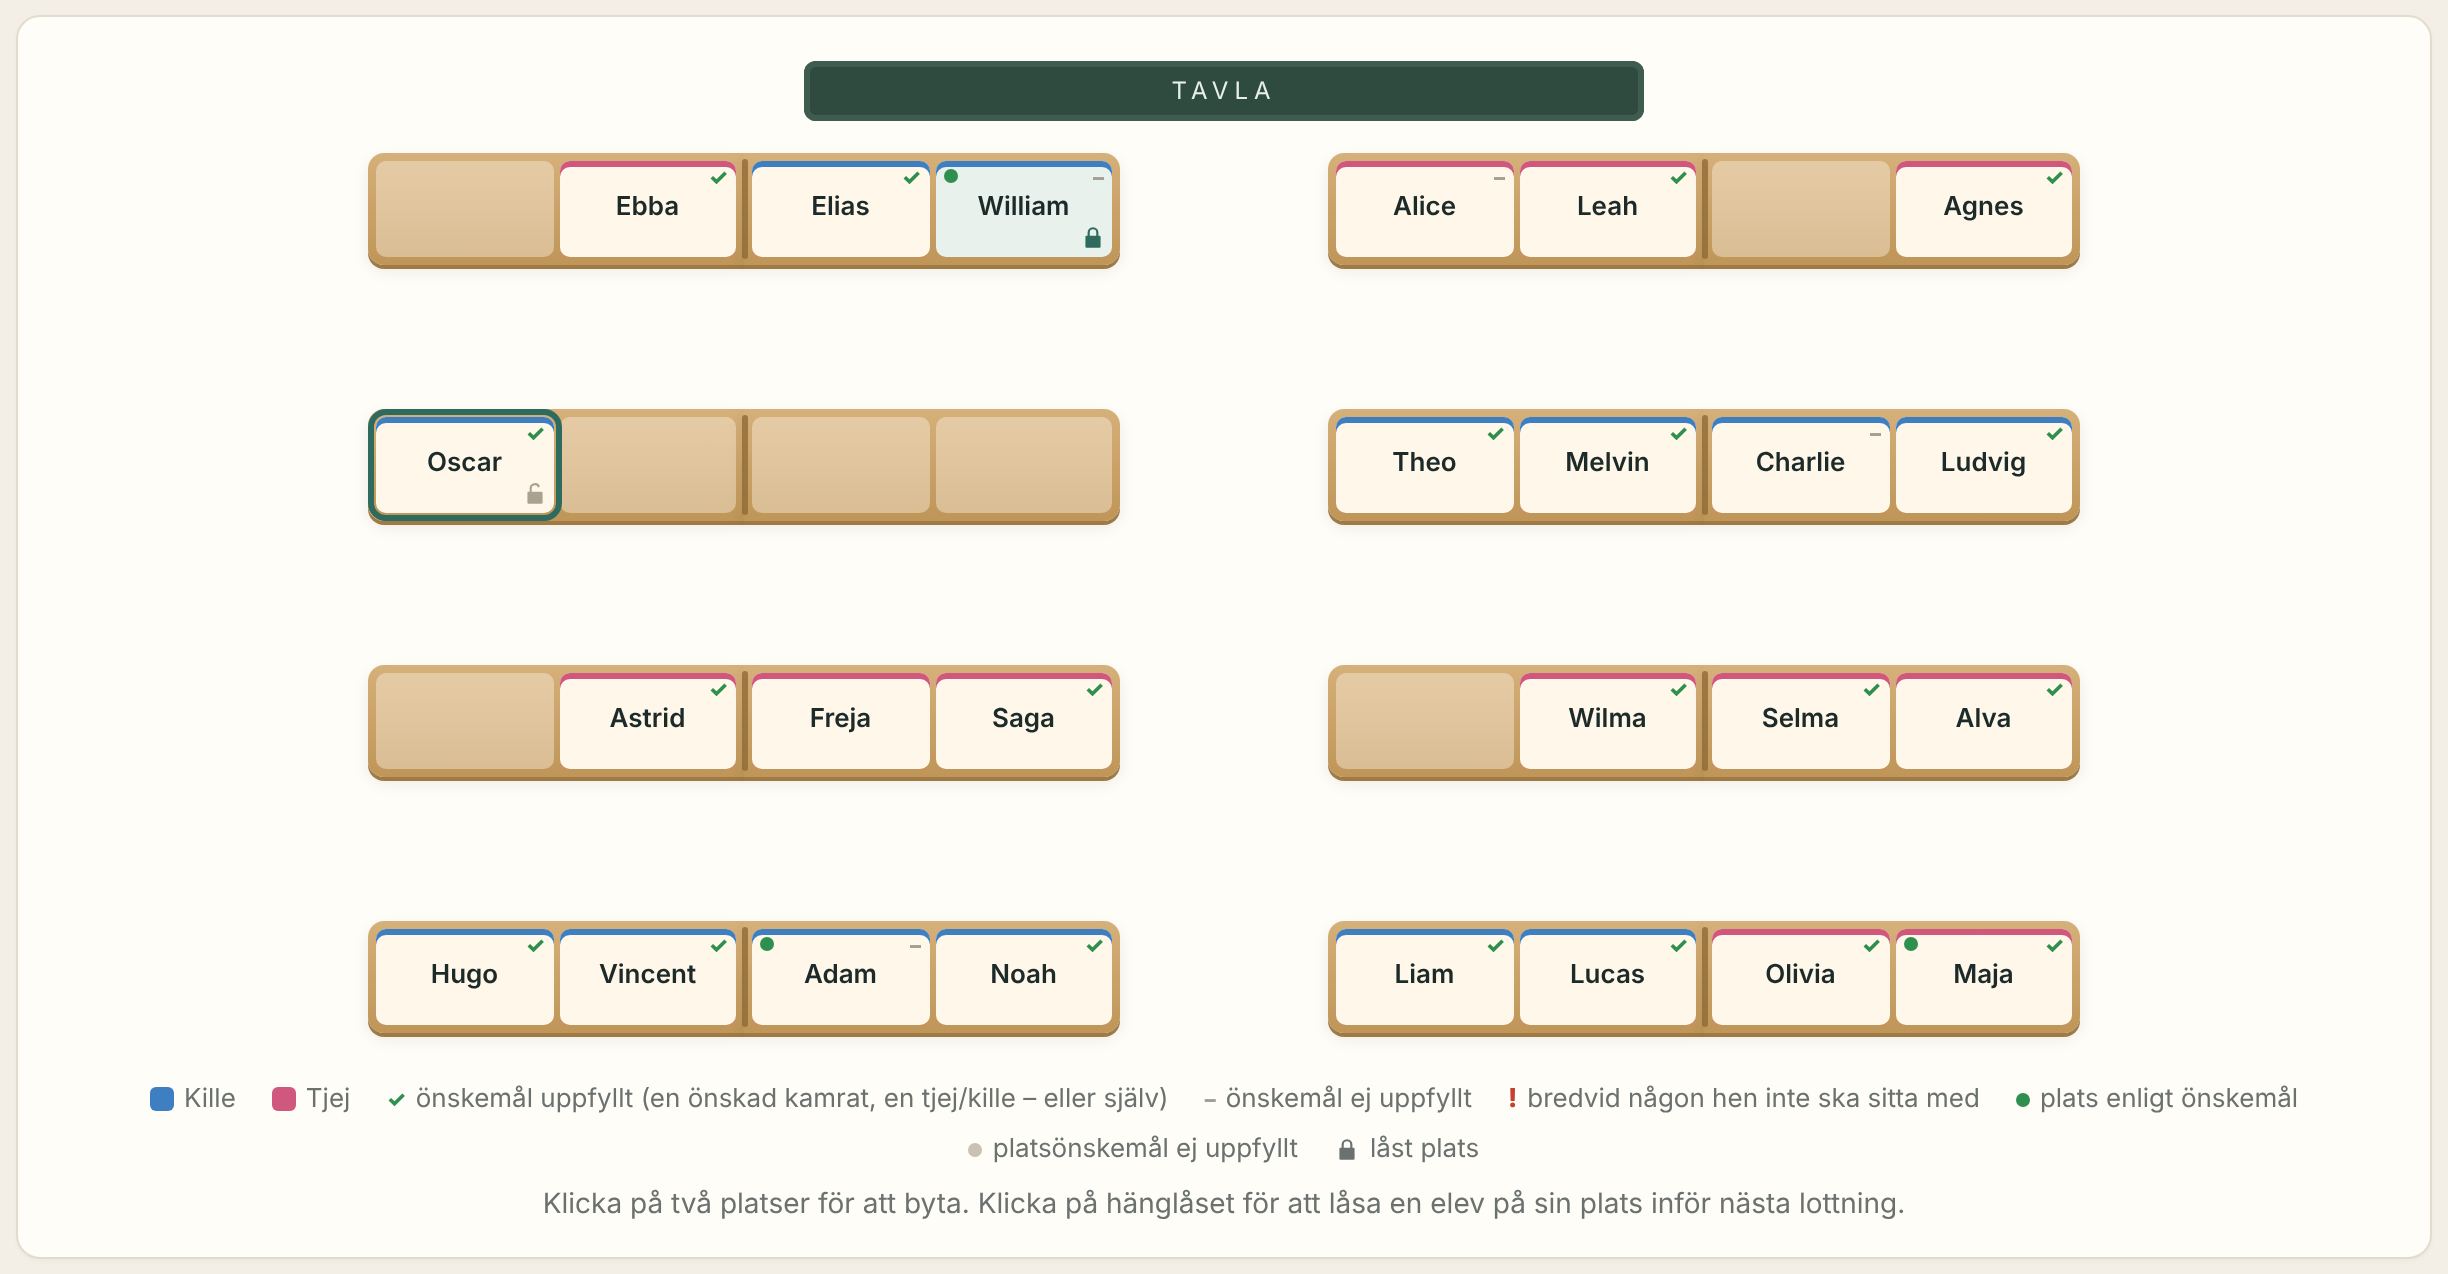 TAVLA
Ebba Elias William Alice Leah Agnes
Oscar Theo Melvin Charlie Ludvig
Astrid Freja Saga Wilma Selma Alva
Hugo Vincent Adam Noah Liam Lucas Olivia Maja
Kille Tjej önskemål uppfyllt (en önskad kamrat, en tjej/kille – eller själv) – önskemål ej uppfyllt ! bredvid någon hen inte ska sitta med plats enligt önskemål
platsönskemål ej uppfyllt låst plats
Klicka på två platser för att byta. Klicka på hänglåset för att låsa en elev på sin plats inför nästa lottning.